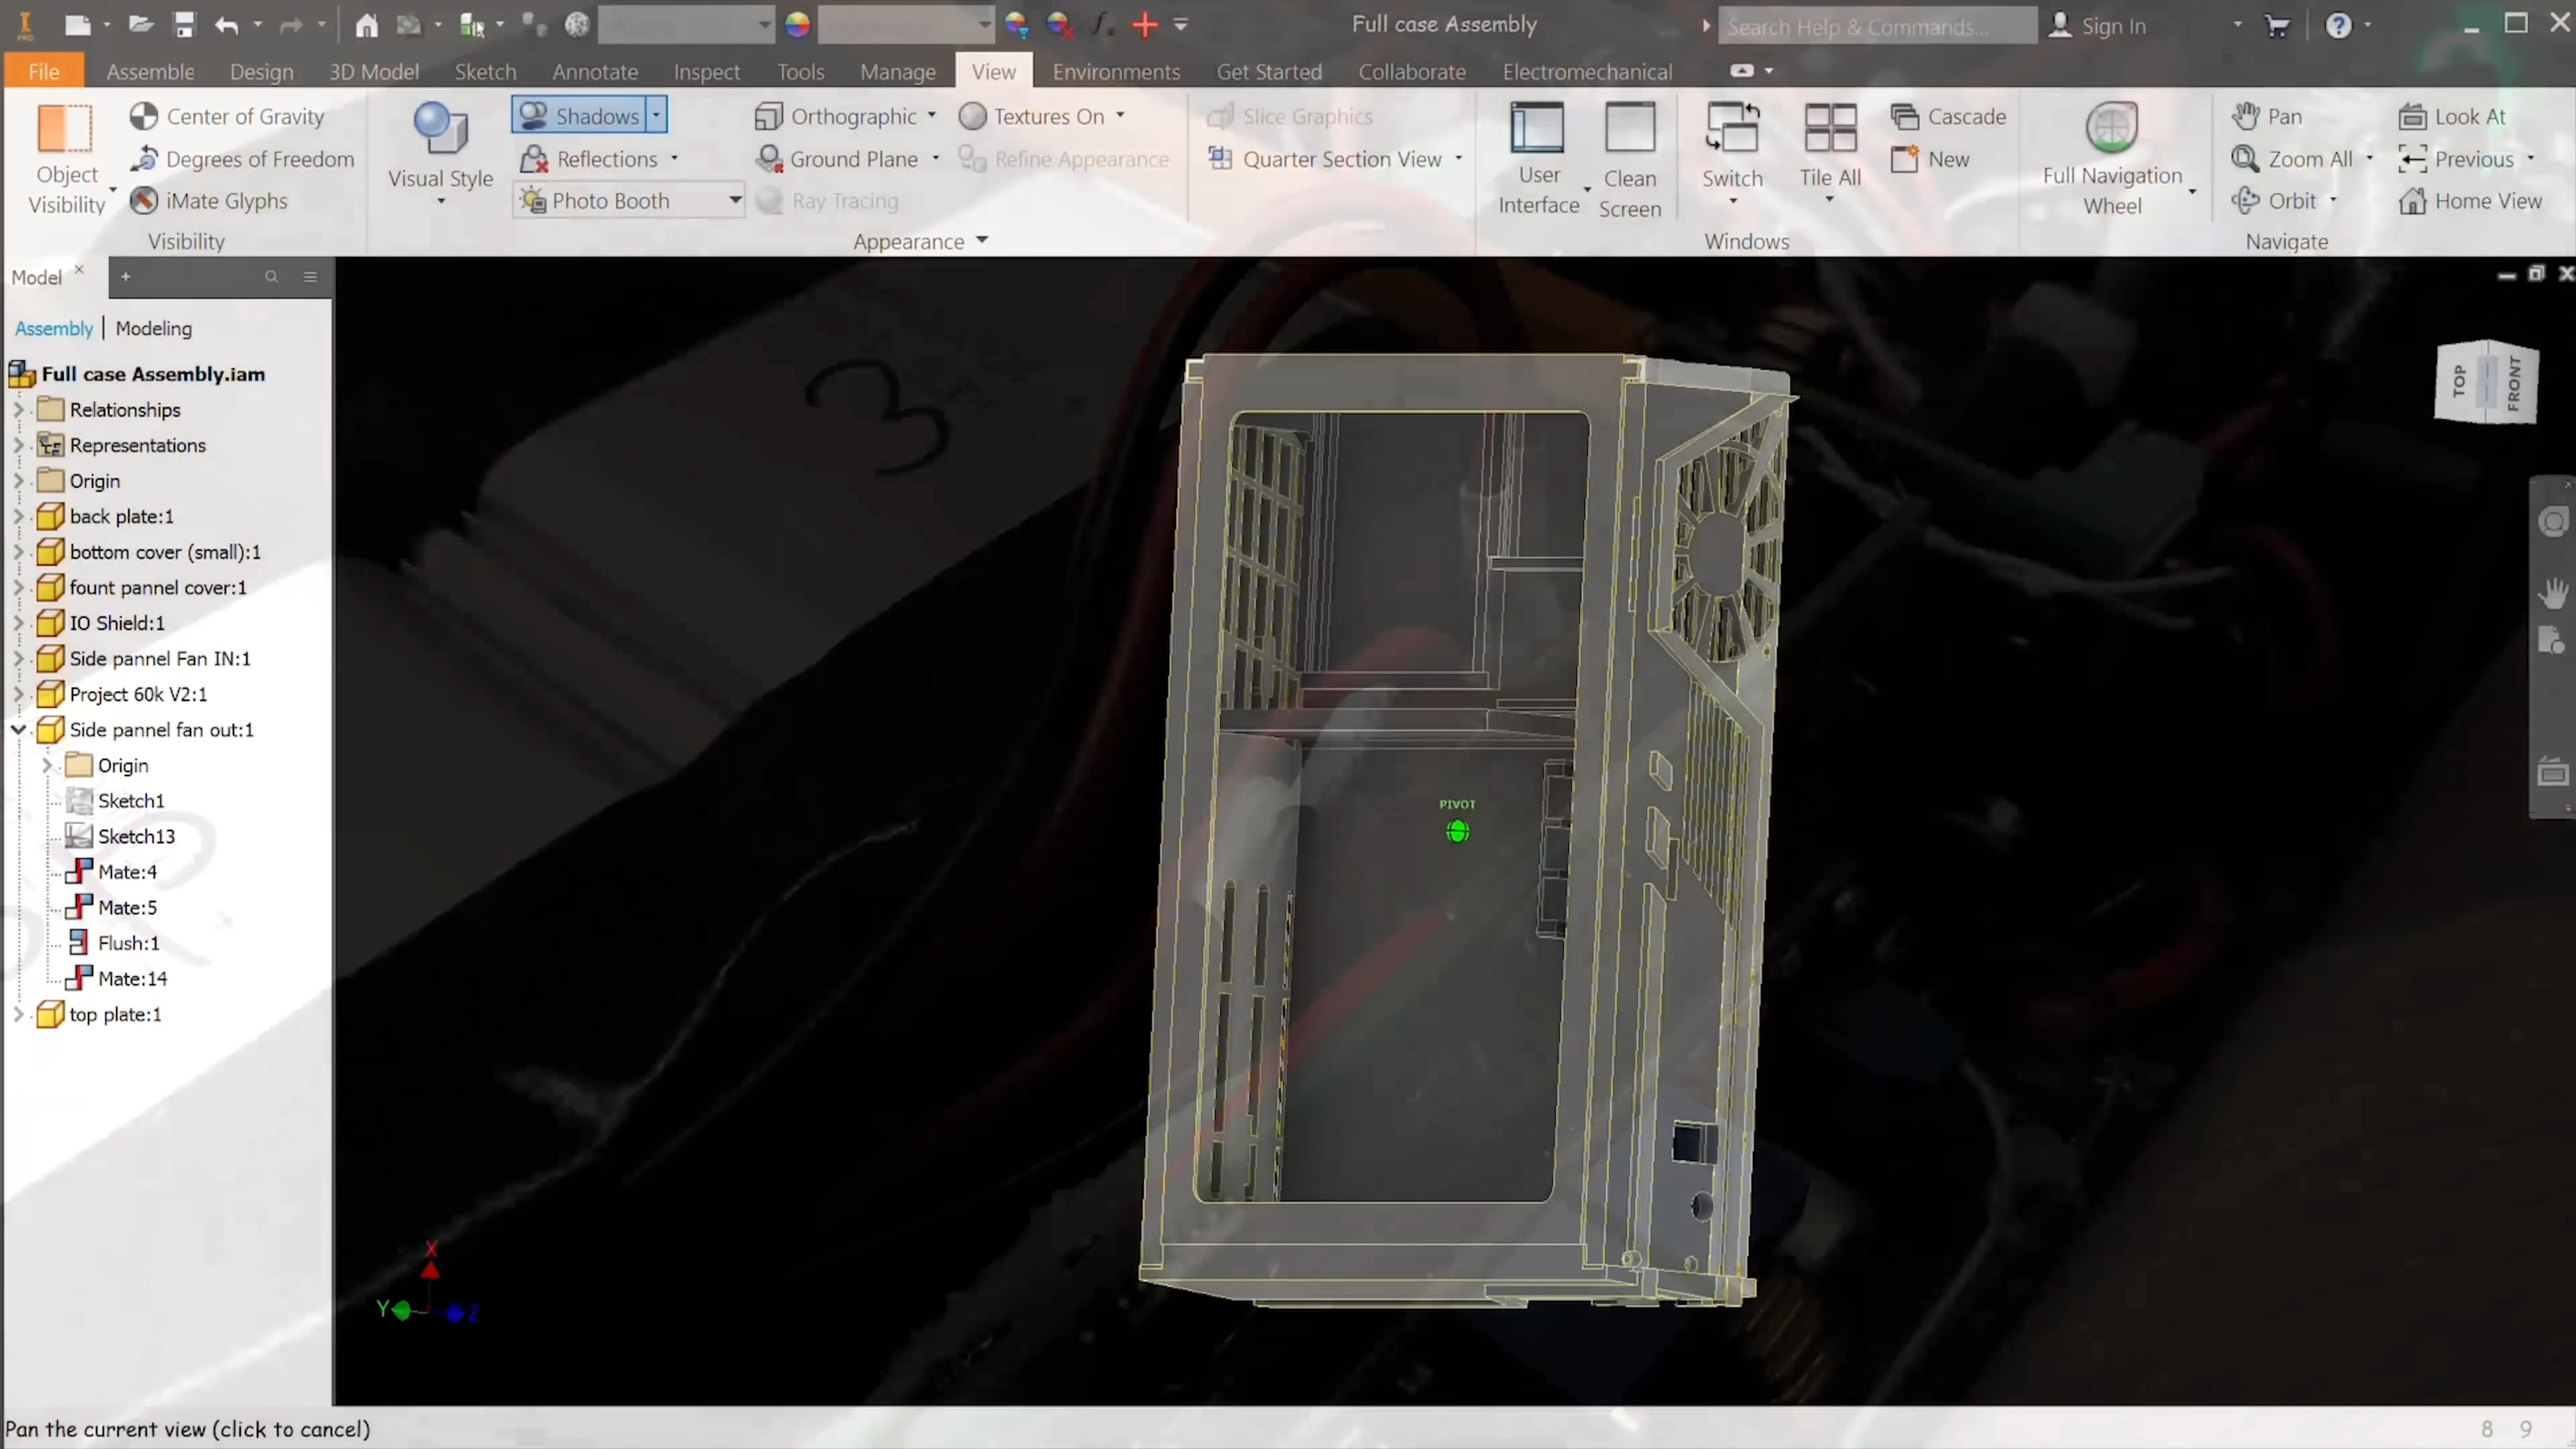 PRO
Full case Assembly
Search Help & Commands...
Sign In
File Assemble Design 3D Model Sketch Annotate Inspect Tools Manage View Environments Get Started Collaborate Electromechanical
Object Visibility
Center of Gravity
Degrees of Freedom
iMate Glyphs
Visibility
Visual Style
Shadows
Reflections
Photo Booth
Orthographic
Ground Plane
Ray Tracing
Textures On
Refine Appearance
Appearance
Slice Graphics
Quarter Section View
User Interface
Clean Screen
Switch
Tile All
Cascade
New
Windows
Full Navigation Wheel
Pan
Zoom All
Orbit
Look At
Previous
Home View
Navigate
Model
Assembly | Modeling
Full case Assembly.iam
Relationships
Representations
Origin
back plate:1
bottom cover (small):1
fount pannel cover:1
IO Shield:1
Side pannel Fan IN:1
Project 60k V2:1
Side pannel fan out:1
Origin
Sketch1
Sketch13
Mate:4
Mate:5
Flush:1
Mate:14
top plate:1
3
TOP
FRONT
PIVOT
X
Y
Z
Pan the current view (click to cancel)
8 9